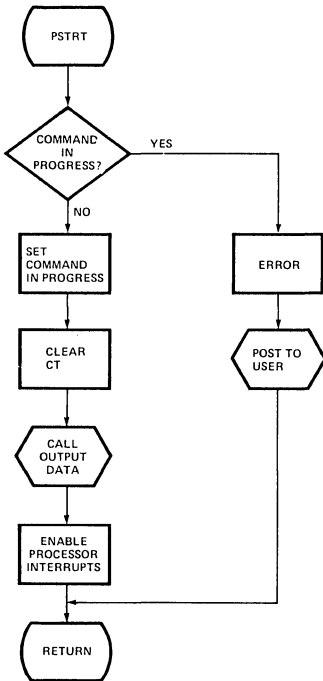 PSTRT
COMMAND
IN
PROGRESS?
YES
NO
SET
COMMAND
IN PROGRESS
ERROR
CLEAR
CT
POST TO
USER
CALL
OUTPUT
DATA
ENABLE
PROCESSOR
INTERRUPTS
RETURN